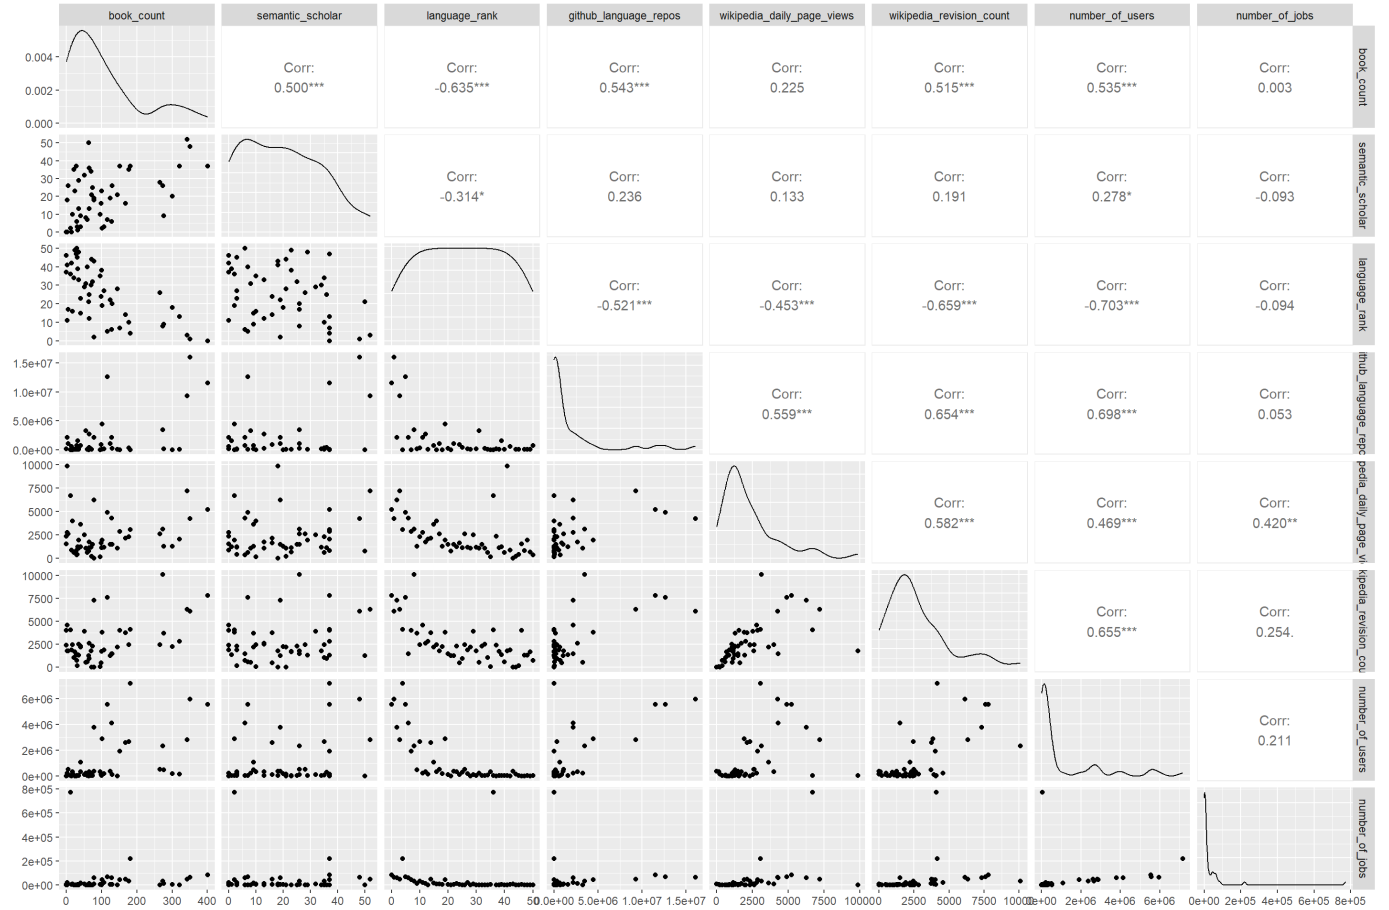 book_count semantic_scholar language_rank github_language_repos wikipedia_daily_page_views wikipedia_revision_count number_of_users number_of_jobs
0.004
0.002
0.000
Corr:
0.500***
Corr:
-0.635***
Corr:
0.543***
Corr:
0.225
Corr:
0.515***
Corr:
0.535***
Corr:
0.003
book_count
50
40
30
20
10
0
Corr:
-0.314*
Corr:
0.236
Corr:
0.133
Corr:
0.191
Corr:
0.278*
Corr:
-0.093
semantic_scholar
50
40
30
20
10
0
Corr:
-0.521***
Corr:
-0.453***
Corr:
-0.659***
Corr:
-0.703***
Corr:
-0.094
language_rank
1.5e+07
1.0e+07
5.0e+06
0.0e+00
Corr:
0.559***
Corr:
0.654***
Corr:
0.698***
Corr:
0.053
ithub_language_repo
10000
7500
5000
2500
0
Corr:
0.582***
Corr:
0.469***
Corr:
0.420**
pedia_daily_page_vi
10000
7500
5000
2500
0
Corr:
0.655***
Corr:
0.254.
kipedia_revision_cou
6e+06
4e+06
2e+06
0e+00
Corr:
0.211
number_of_users
8e+05
6e+05
4e+05
2e+05
0e+00
number_of_jobs
0 100 200 300 400
0 10 20 30 40 50
0 10 20 30 40 50
0.0e+00 5.0e+06 1.0e+07 1.5e+07
0 2500 5000 7500 10000
0 2500 5000 7500 10000
0e+00 2e+06 4e+06 6e+06
0e+00 2e+05 4e+05 6e+05 8e+05